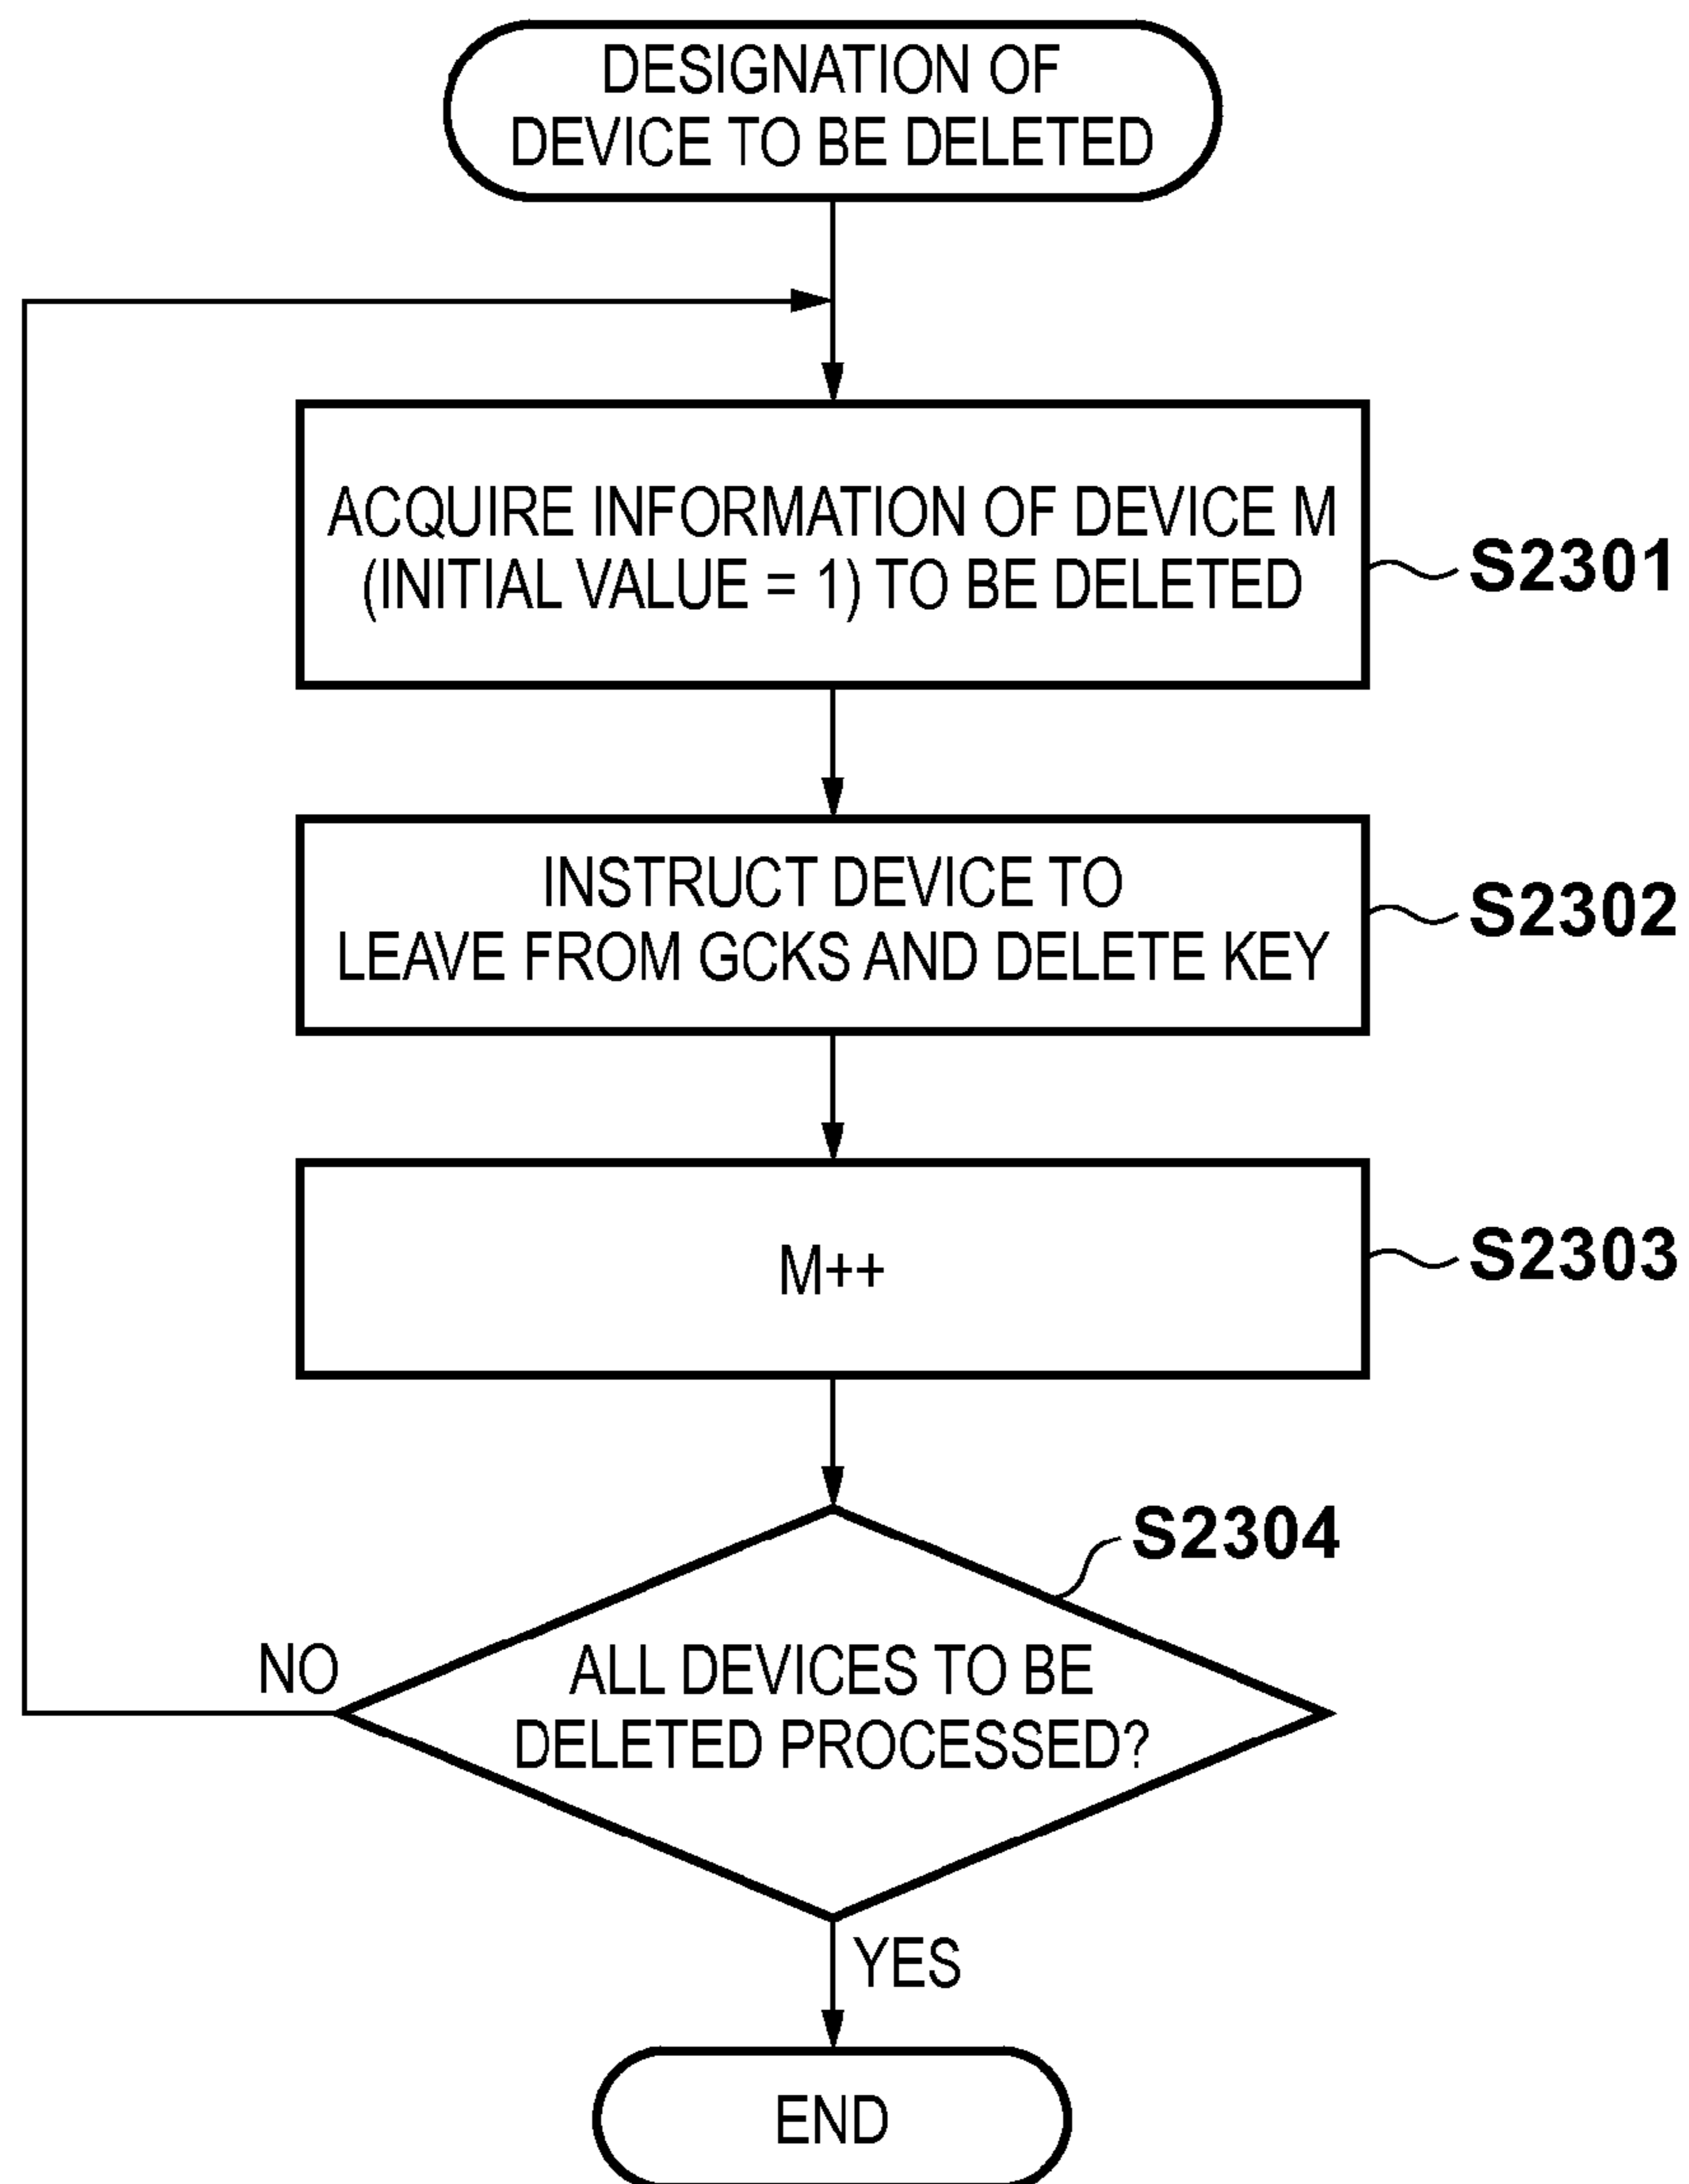 DESIGNATION OF
DEVICE TO BE DELETED
ACQUIRE INFORMATION OF DEVICE M
(INITIAL VALUE = 1) TO BE DELETED
S2301
INSTRUCT DEVICE TO
LEAVE FROM GCKS AND DELETE KEY
S2302
M++
S2303
S2304
ALL DEVICES TO BE
DELETED PROCESSED?
NO
YES
END